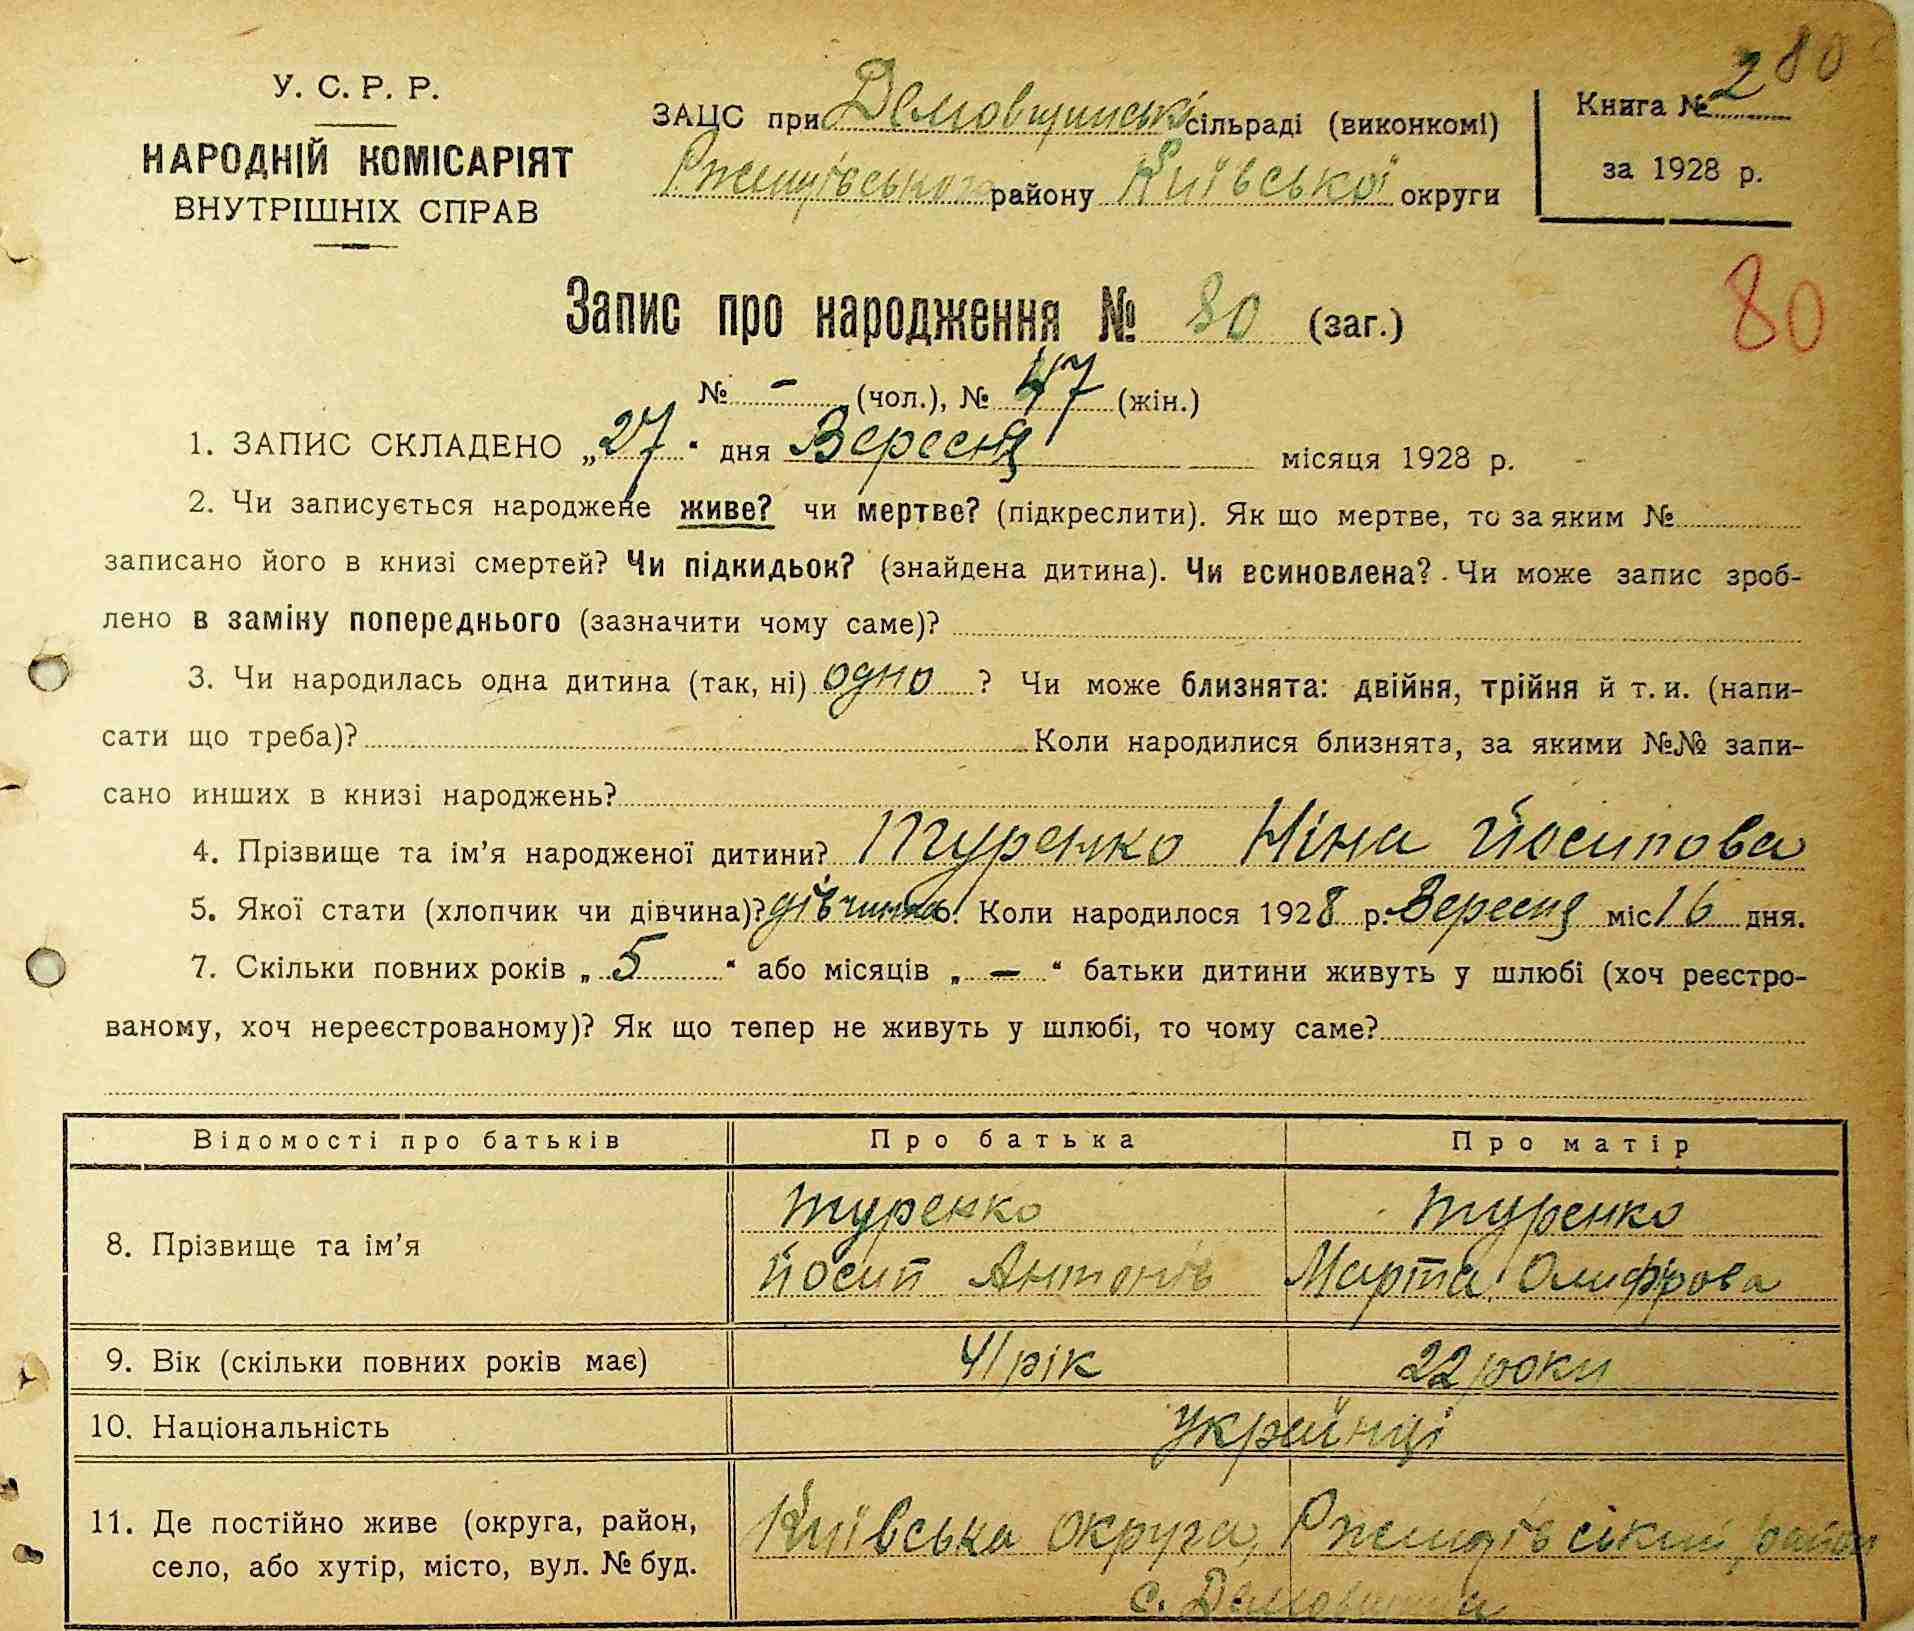 80
У. С. Р. Р.
НАРОДНІЙ КОМІСАРІЯТ
ВНУТРІШНІХ СПРАВ
ЗАЦС при Демовщинські сільраді (виконкомі)
Ржищівського району Київської округи
Книга № 2
за 1928 р.
80
Запис про народження № 80 (заг.)
№ - (чол.), № 47 (жін.)
1. ЗАПИС СКЛАДЕНО „27“ дня Вересня місяця 1928 р.
2. Чи записується народжене живе? чи мертве? (підкреслити). Як що мертве, то за яким №
записано його в книзі смертей? Чи підкидьок? (знайдена дитина). Чи всиновлена? Чи може запис зроб-
лено в заміну попереднього (зазначити чому саме)?
3. Чи народилась одна дитина (так, ні) одно ? Чи може близнята: двійня, трійня й т. и. (напи-
сати що треба)? Коли народилися близнята, за якими №№ запи-
сано инших в книзі народжень?
4. Прізвище та ім'я народженої дитини? Туренко Ніна Йосипова
5. Якої стати (хлопчик чи дівчина)? дівчина 6. Коли народилося 1928 р. Вересня міс 16 дня.
7. Скільки повних років „5“ або місяців „-“ батьки дитини живуть у шлюбі (хоч реєстро-
ваному, хоч нереєстрованому)? Як що тепер не живуть у шлюбі, то чому саме?
Відомості про батьків Про батька Про матір
8. Прізвище та ім'я
Туренко Туренко
Йосип Антонів Марта Олифірова
9. Вік (скільки повних років має) 41 рік 22 роки
10. Національність Українці
11. Де постійно живе (округа, район,
село, або хутір, місто, вул. № буд.
Київська округа, Ржищівський район
с. Демовщина